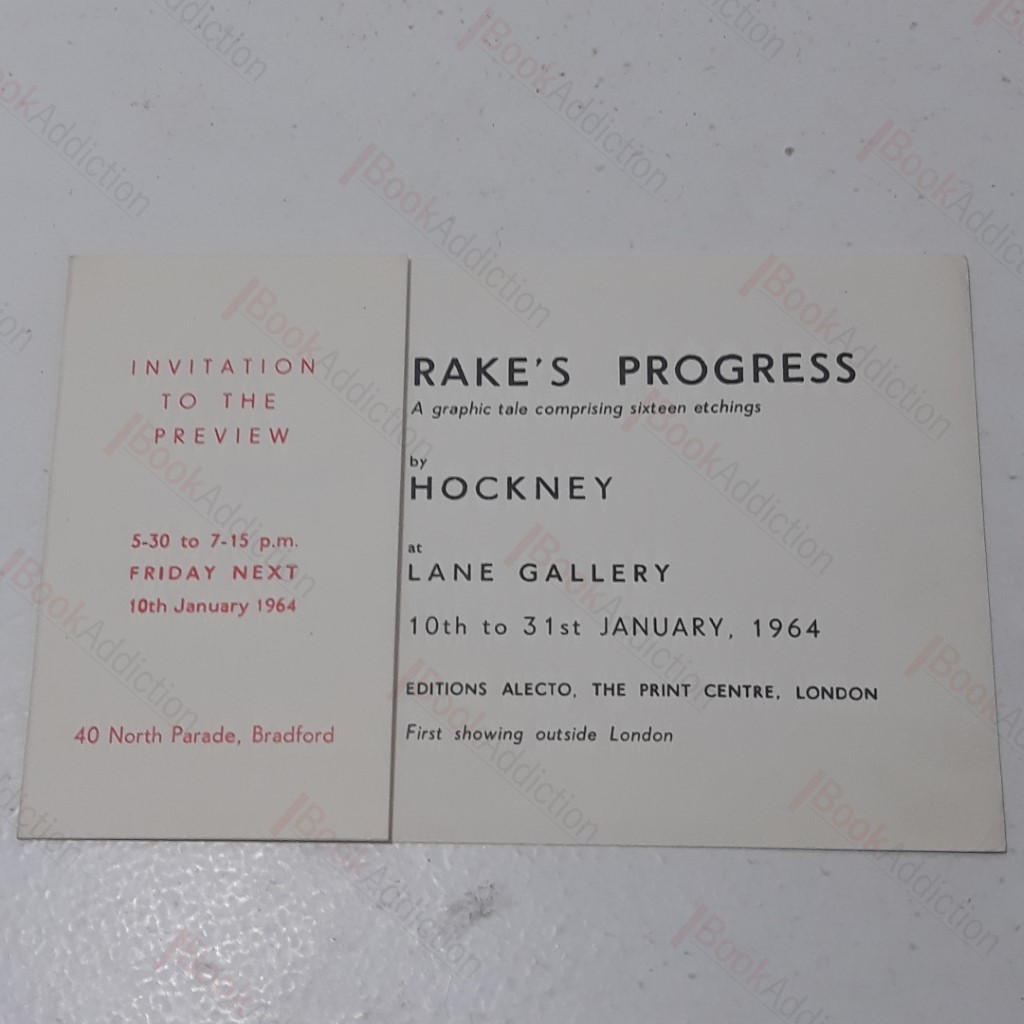 INVITATION
TO THE
PREVIEW
5-30 to 7-15 p.m.
FRIDAY NEXT
10th January 1964
40 North Parade, Bradford
RAKE'S PROGRESS
A graphic tale comprising sixteen etchings
by
HOCKNEY
at
LANE GALLERY
10th to 31st JANUARY, 1964
EDITIONS ALECTO, THE PRINT CENTRE, LONDON
First showing outside London
BookAddiction